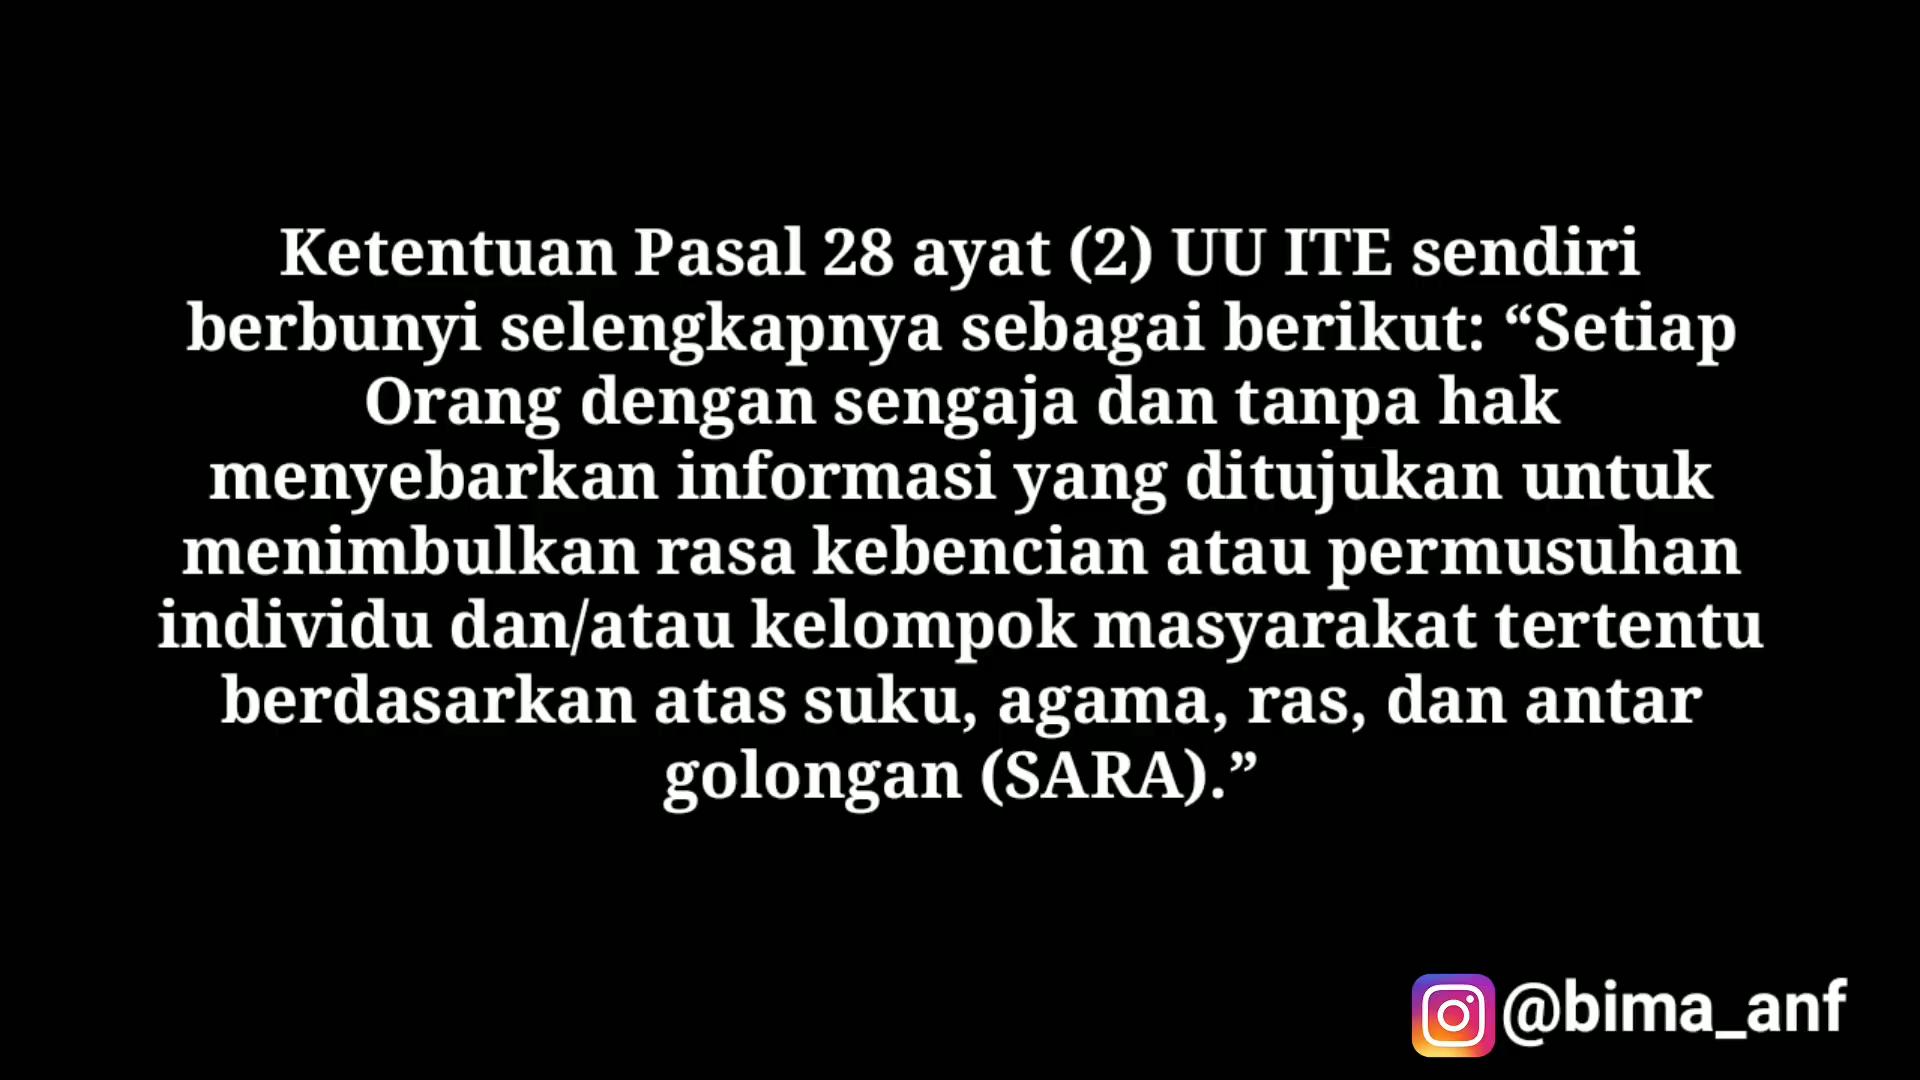 Ketentuan Pasal 28 ayat (2) UU ITE sendiri
berbunyi selengkapnya sebagai berikut: “Setiap
Orang dengan sengaja dan tanpa hak
menyebarkan informasi yang ditujukan untuk
menimbulkan rasa kebencian atau permusuhan
individu dan/atau kelompok masyarakat tertentu
berdasarkan atas suku, agama, ras, dan antar
golongan (SARA).”
@bima_anf